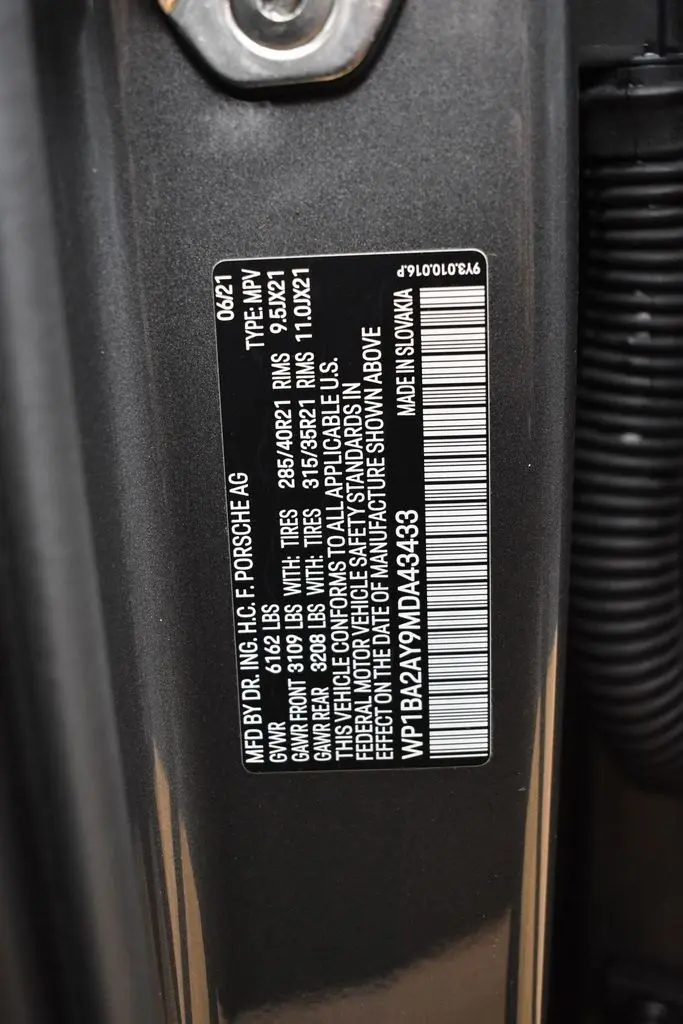 MFD BY DR. ING. H.C. F. PORSCHE AG 06/21
GVWR 6162 LBS TYPE: MPV
GAWR FRONT 3109 LBS WITH: TIRES 285/40R21 RIMS 9.5JX21
GAWR REAR 3208 LBS WITH: TIRES 315/35R21 RIMS 11.0JX21
THIS VEHICLE CONFORMS TO ALL APPLICABLE U.S.
FEDERAL MOTOR VEHICLE SAFETY STANDARDS IN
EFFECT ON THE DATE OF MANUFACTURE SHOWN ABOVE
WP1BA2AY9MDA43433 MADE IN SLOVAKIA
9Y3.010.016.P